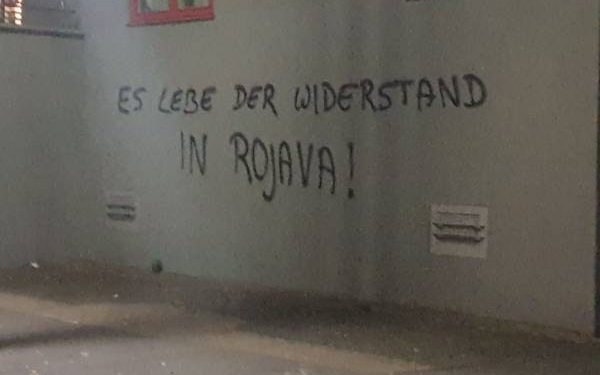 ES LEBE DER WIDERSTAND
IN ROJAVA!